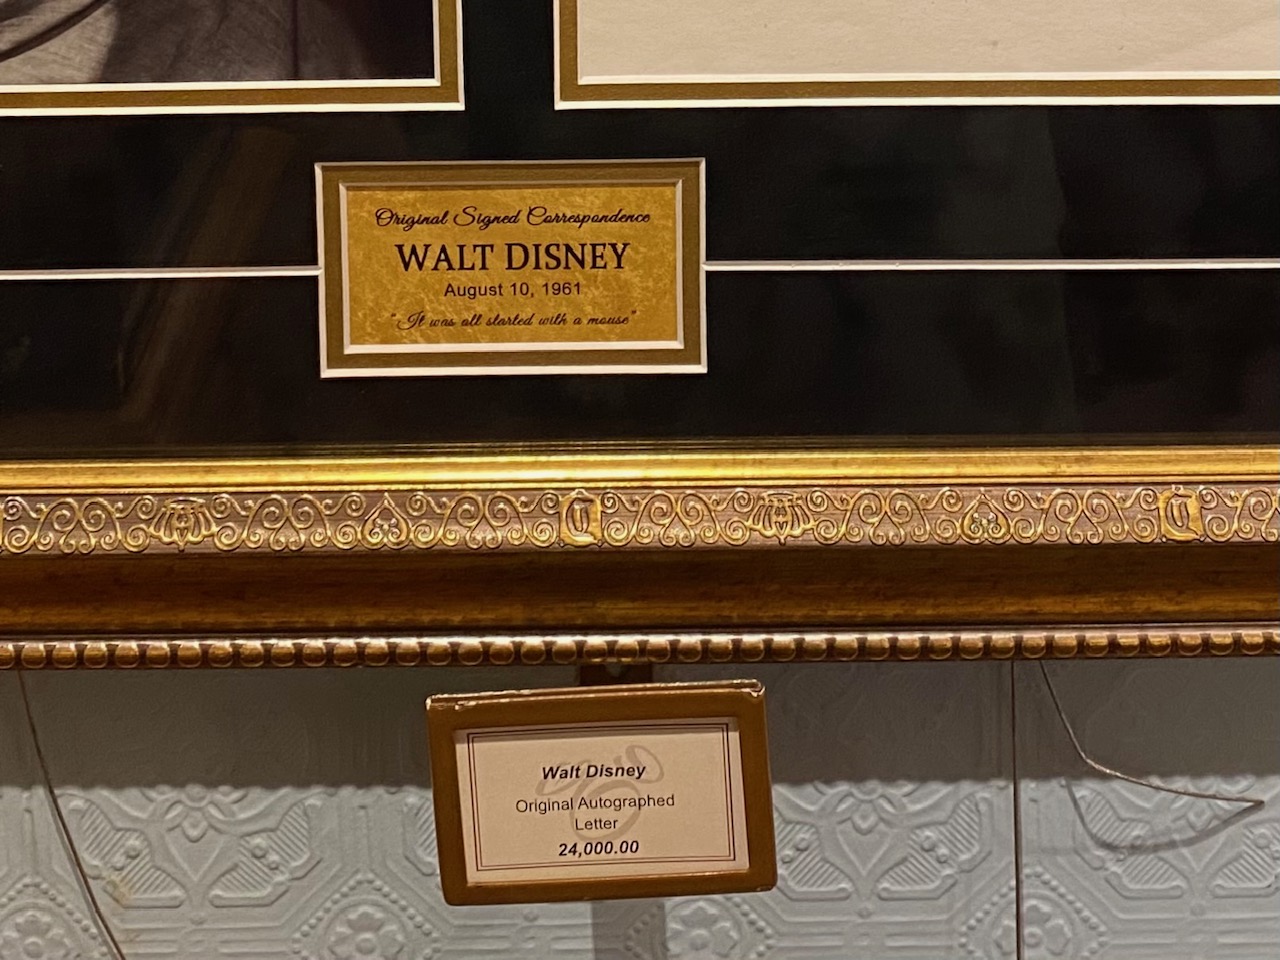 Original Signed Correspondence
WALT DISNEY
August 10, 1961
"It was all started with a mouse"
Walt Disney
Original Autographed
Letter
24,000.00